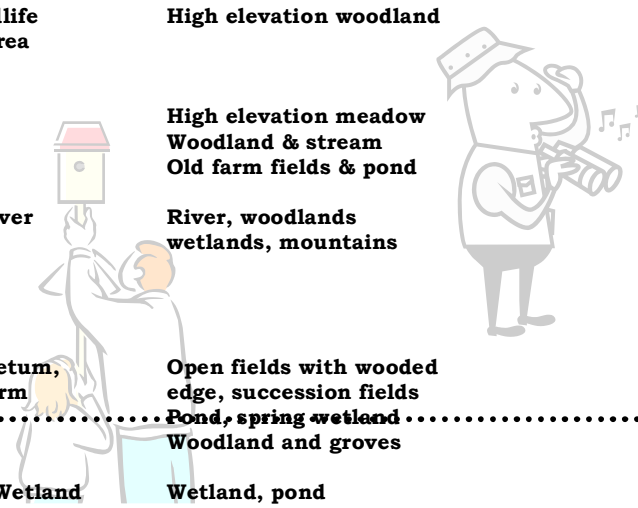 llife High elevation woodland
rea
High elevation meadow
Woodland & stream
Old farm fields & pond
ver River, woodlands
wetlands, mountains
etum, Open fields with wooded
rm edge, succession fields
Pond, spring wetland
Woodland and groves
Wetland Wetland, pond